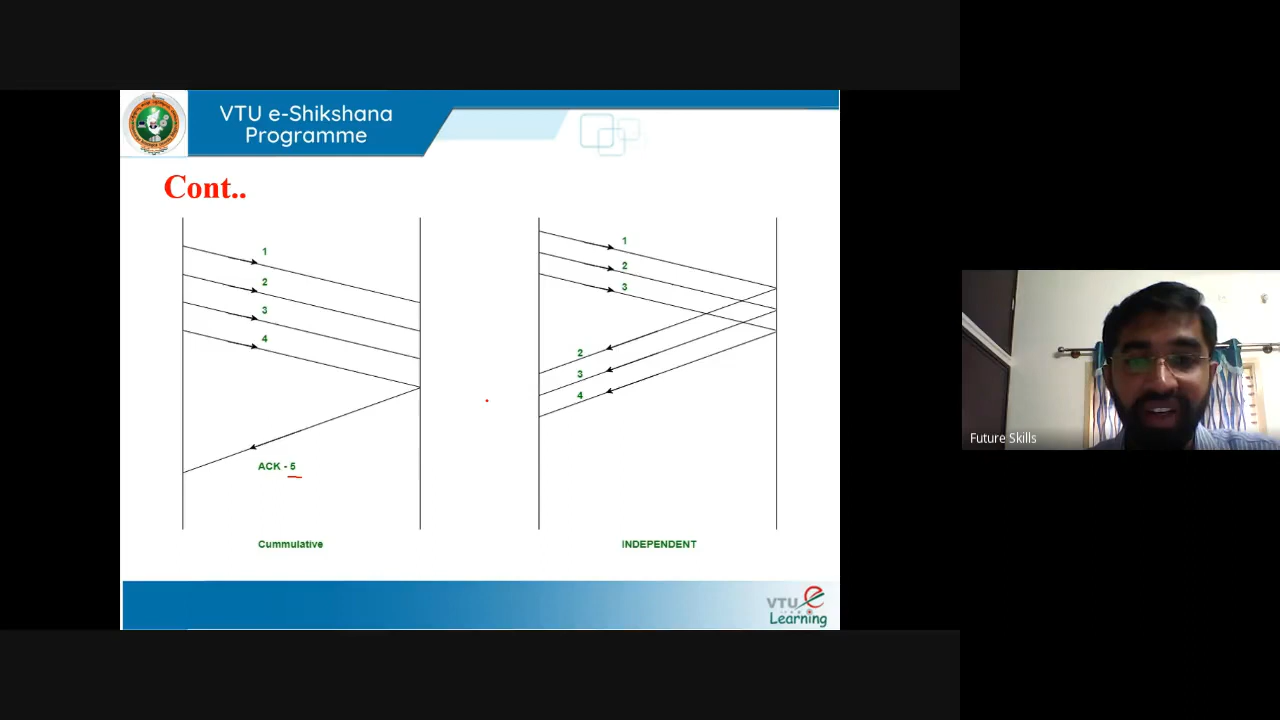 VTU e-Shikshana
Programme
Cont..
1
2
3
4
ACK - 5
Cummulative
1
2
3
2
3
4
INDEPENDENT
VTU e
Learning
Future Skills